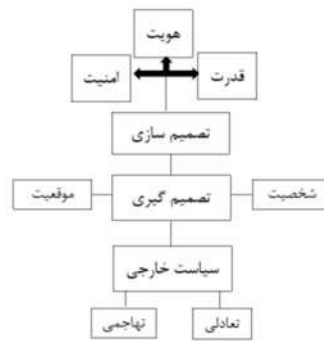 هویت
قدرت
امنیت
تصمیم سازی
شخصیت
تصمیم گیری
موقعیت
سیاست خارجی
تعادلی
تهاجمی